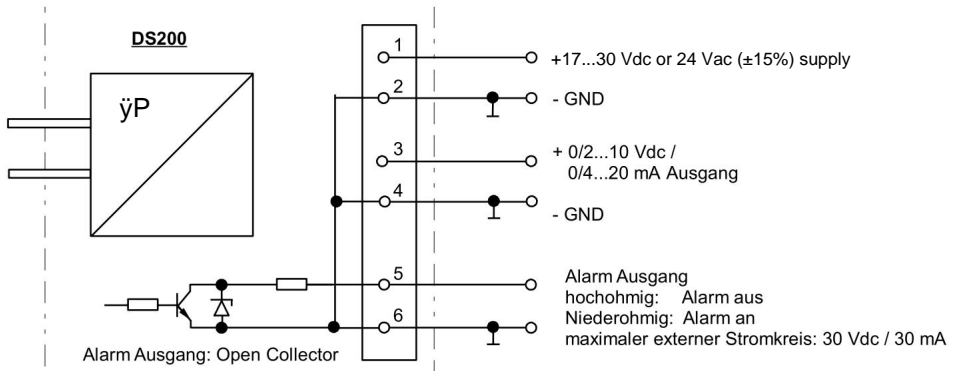 DS200
ÿP
1
+17...30 Vdc or 24 Vac (±15%) supply
2
- GND
3
+ 0/2...10 Vdc /
0/4...20 mA Ausgang
4
- GND
5
Alarm Ausgang
hochohmig: Alarm aus
Niederohmig: Alarm an
maximaler externer Stromkreis: 30 Vdc / 30 mA
6
Alarm Ausgang: Open Collector